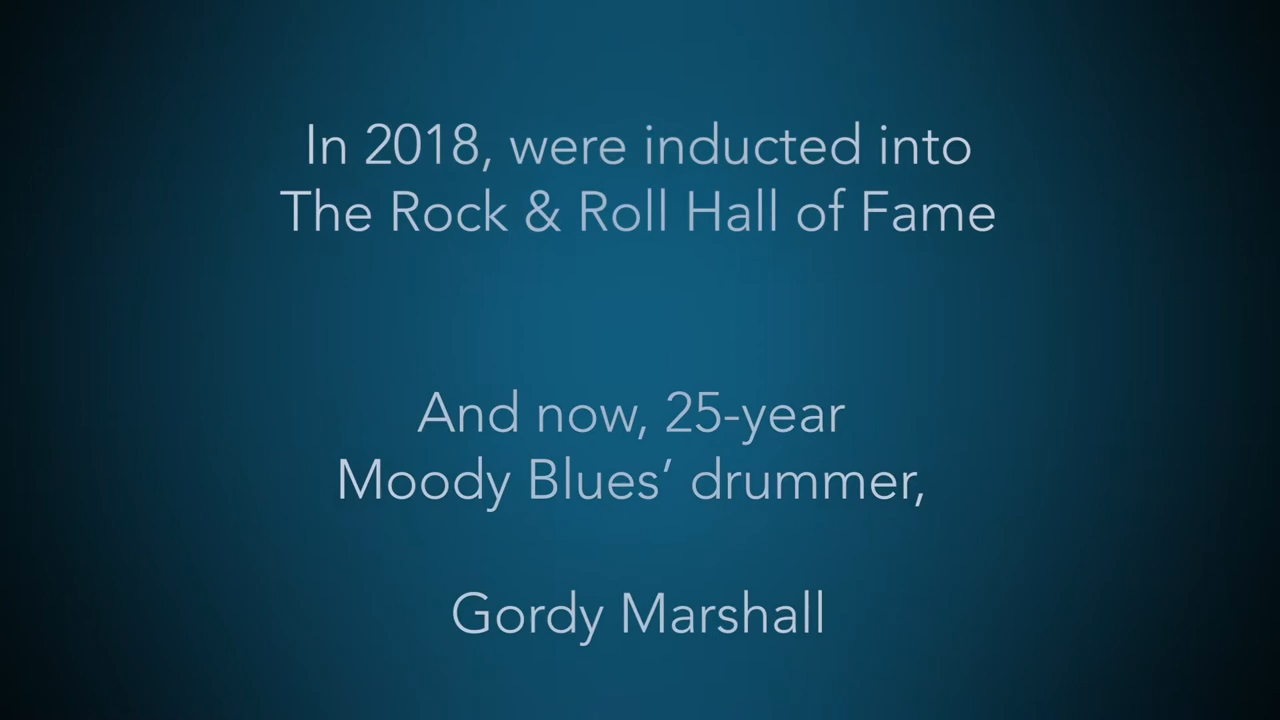 In 2018, were inducted into
The Rock & Roll Hall of Fame
And now, 25-year
Moody Blues’ drummer,
Gordy Marshall